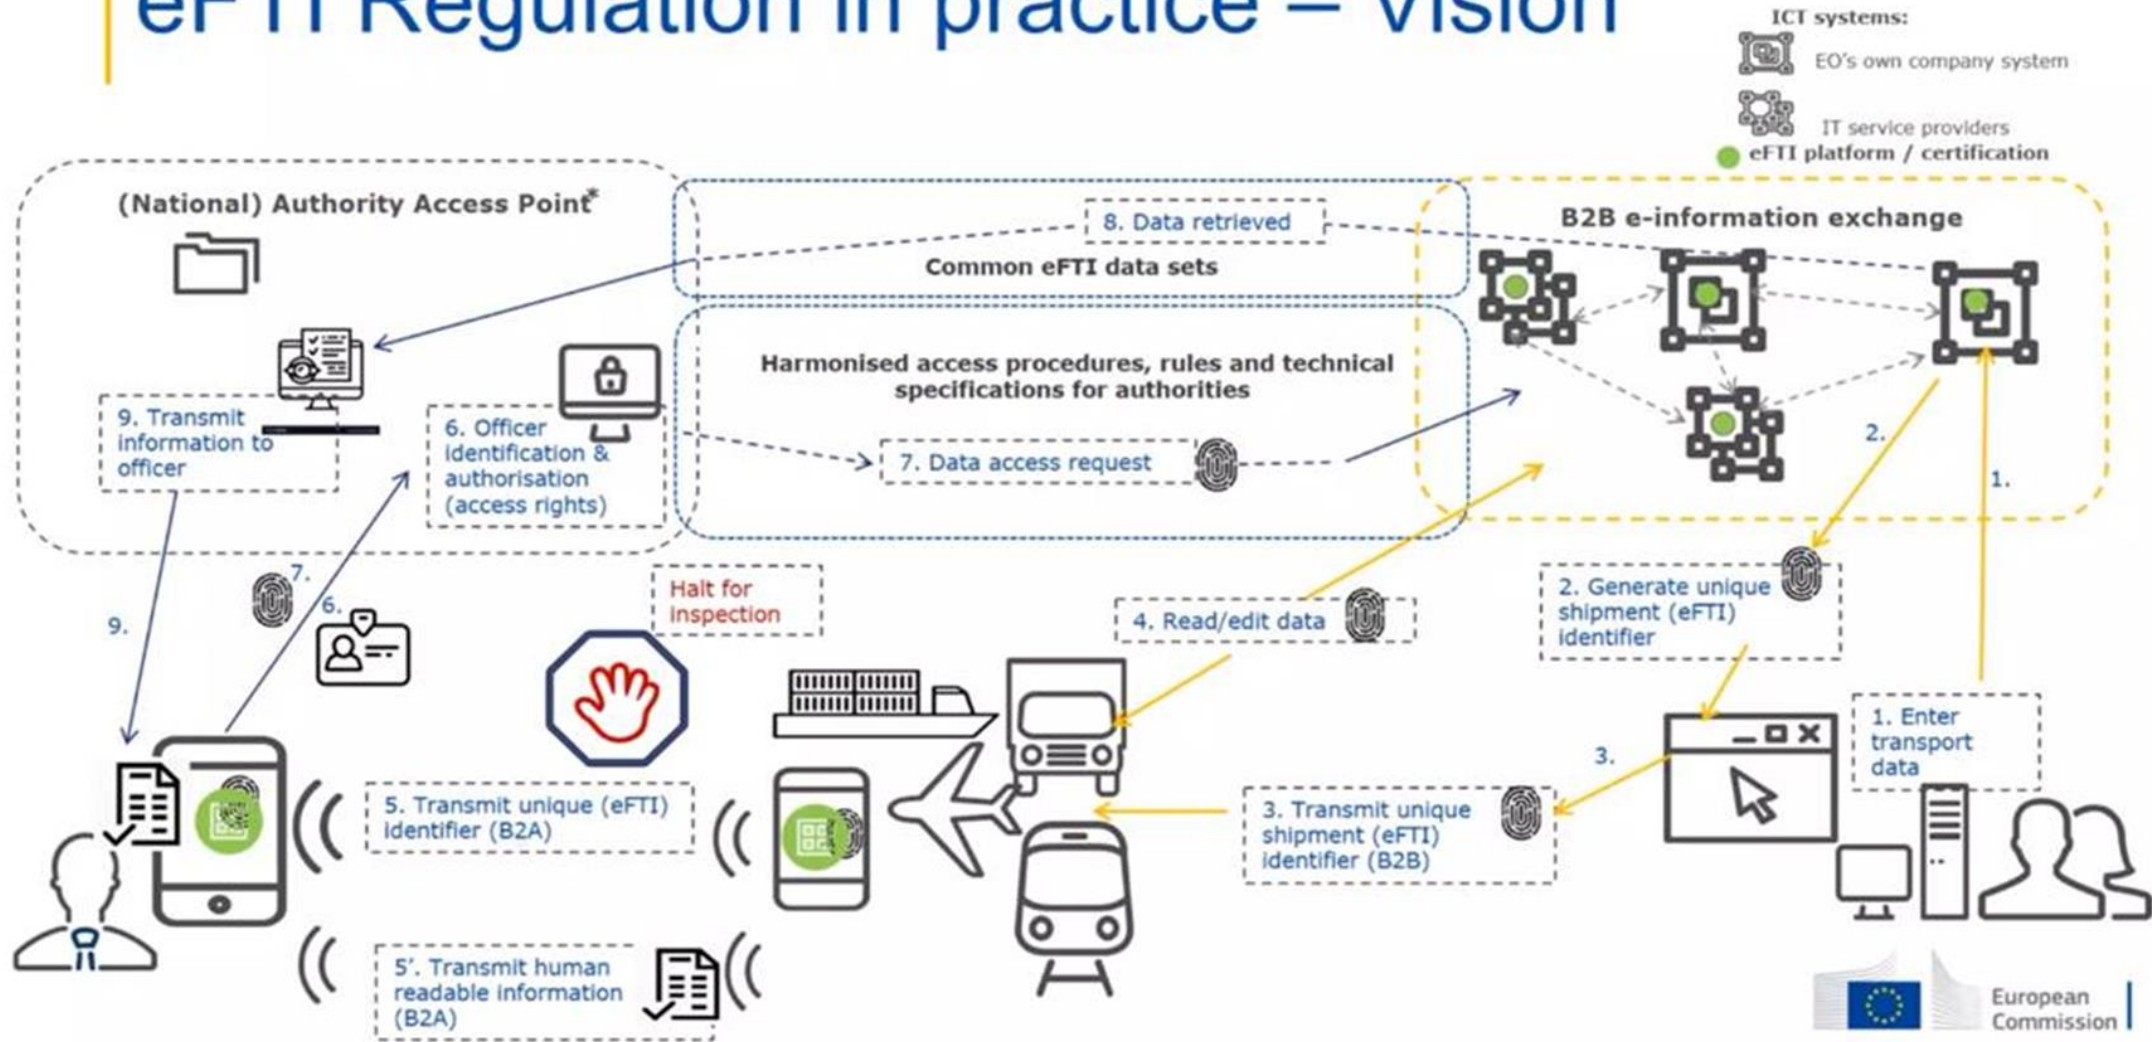 eFTI Regulation in practice – Vision
ICT systems:
EO's own company system
IT service providers
eFTI platform / certification
(National) Authority Access Point*
8. Data retrieved
Common eFTI data sets
B2B e-information exchange
Harmonised access procedures, rules and technical
specifications for authorities
9. Transmit
information to
officer
6. Officer
identification &
authorisation
(access rights)
7. Data access request
2.
1.
7.
6.
9.
Halt for
inspection
4. Read/edit data
2. Generate unique
shipment (eFTI)
identifier
1. Enter
transport
data
3.
5. Transmit unique (eFTI)
identifier (B2A)
3. Transmit unique
shipment (eFTI)
identifier (B2B)
5'. Transmit human
readable information
(B2A)
European
Commission